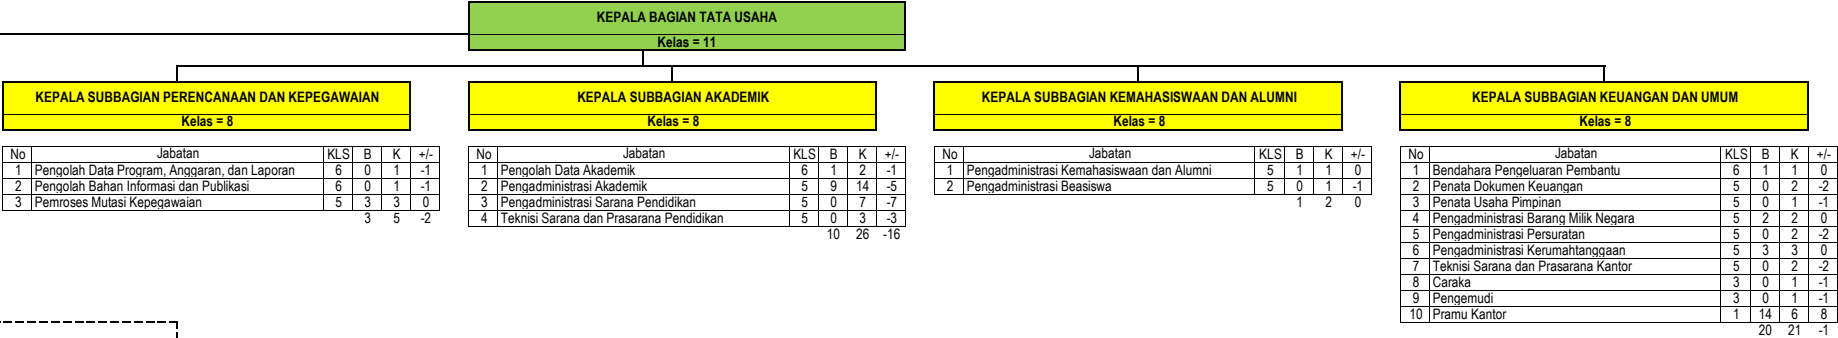 KEPALA BAGIAN TATA USAHA
Kelas = 11
KEPALA SUBBAGIAN PERENCANAAN DAN KEPEGAWAIAN
Kelas = 8
No Jabatan KLS B K +/-
1 Pengolah Data Program, Anggaran, dan Laporan 6 0 1 -1
2 Pengolah Bahan Informasi dan Publikasi 6 0 1 -1
3 Pemroses Mutasi Kepegawaian 5 3 3 0
3 5 -2
KEPALA SUBBAGIAN AKADEMIK
Kelas = 8
No Jabatan KLS B K +/-
1 Pengolah Data Akademik 6 1 2 -1
2 Pengadministrasi Akademik 5 9 14 -5
3 Pengadministrasi Sarana Pendidikan 5 0 7 -7
4 Teknisi Sarana dan Prasarana Pendidikan 5 0 3 -3
10 26 -16
KEPALA SUBBAGIAN KEMAHASISWAAN DAN ALUMNI
Kelas = 8
No Jabatan KLS B K +/-
1 Pengadministrasi Kemahasiswaan dan Alumni 5 1 1 0
2 Pengadministrasi Beasiswa 5 0 1 -1
1 2 0
KEPALA SUBBAGIAN KEUANGAN DAN UMUM
Kelas = 8
No Jabatan KLS B K +/-
1 Bendahara Pengeluaran Pembantu 6 1 1 0
2 Penata Dokumen Keuangan 5 0 2 -2
3 Penata Usaha Pimpinan 5 0 1 -1
4 Pengadministrasi Barang Milik Negara 5 2 2 0
5 Pengadministrasi Persuratan 5 0 2 -2
6 Pengadministrasi Kerumahtanggaan 5 3 3 0
7 Teknisi Sarana dan Prasarana Kantor 5 0 2 -2
8 Caraka 3 0 1 -1
9 Pengemudi 3 0 1 -1
10 Pramu Kantor 1 14 6 8
20 21 -1